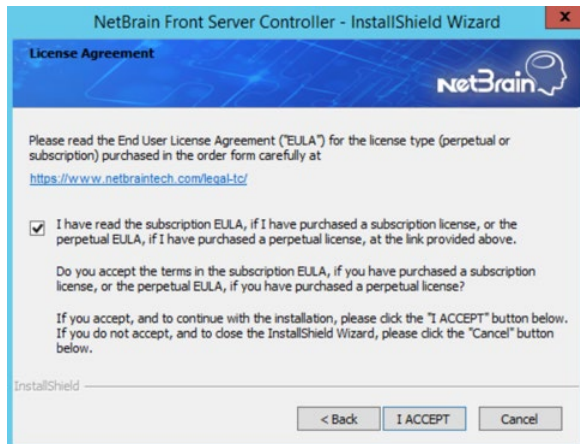 NetBrain Front Server Controller - InstallShield Wizard
x
License Agreement
NetBrain
Please read the End User License Agreement ("EULA") for the license type (perpetual or
subscription) purchased in the order form carefully at
https://www.netbraintech.com/legal-tc/
I have read the subscription EULA, if I have purchased a subscription license, or the
perpetual EULA, if I have purchased a perpetual license, at the link provided above.
Do you accept the terms in the subscription EULA, if you have purchased a subscription
license, or the perpetual EULA, if you have purchased a perpetual license?
If you accept, and to continue with the installation, please click the "I ACCEPT" button below.
If you do not accept, and to close the InstallShield Wizard, please click the "Cancel" button
below.
InstallShield
< Back I ACCEPT Cancel